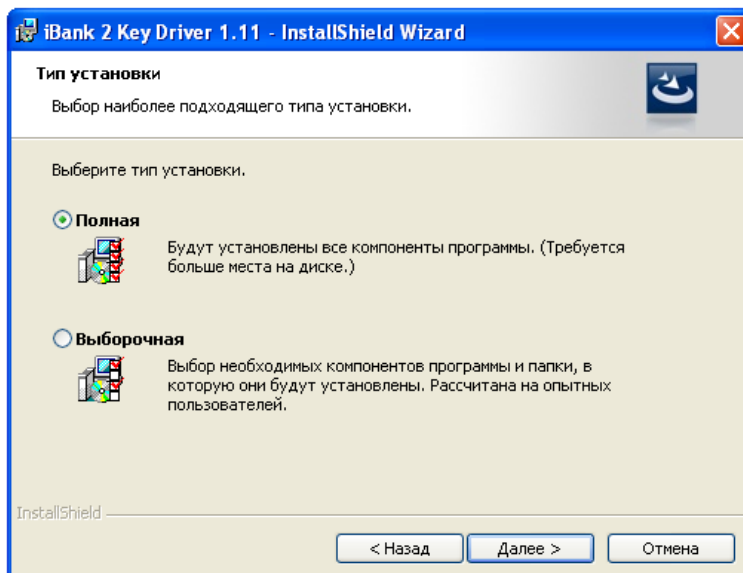 iBank 2 Key Driver 1.11 - InstallShield Wizard
Тип установки
Выбор наиболее подходящего типа установки.
Выберите тип установки.
Полная
Будут установлены все компоненты программы. (Требуется
больше места на диске.)
Выборочная
Выбор необходимых компонентов программы и папки, в
которую они будут установлены. Рассчитана на опытных
пользователей.
InstallShield
< Назад
Далее >
Отмена